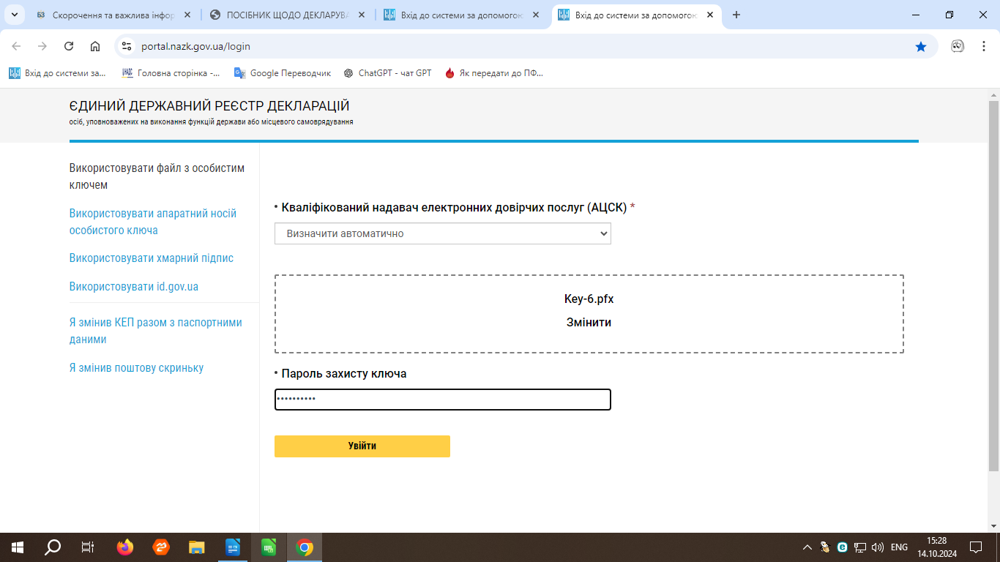 Скорочення та важлива інфор
ПОСІБНИК ЩОДО ДЕКЛАРУВА
Вхід до системи за допомогою
Вхід до системи за допомогою
portal.nazk.gov.ua/login
Вхід до системи за...
Головна сторінка -...
Google Переводчик
ChatGPT - чат GPT
Як передати до ПФ...
ЄДИНИЙ ДЕРЖАВНИЙ РЕЄСТР ДЕКЛАРАЦІЙ
осіб, уповноважених на виконання функцій держави або місцевого самоврядування
Використовувати файл з особистим
ключем
Використовувати апаратний носій
особистого ключа
Використовувати хмарний підпис
Використовувати id.gov.ua
Я змінив КЕП разом з паспортними
даними
Я змінив поштову скриньку
• Кваліфікований надавач електронних довірчих послуг (АЦСК) *
Визначити автоматично
Key-6.pfx
Змінити
• Пароль захисту ключа
••••••••••
Увійти
ENG
15:28
14.10.2024